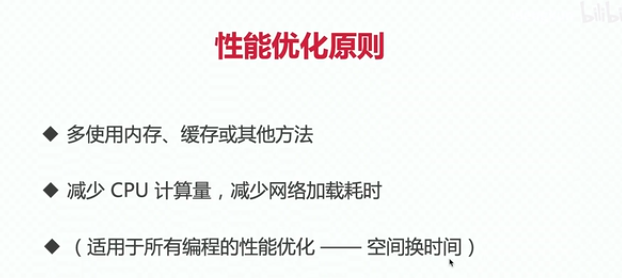 性能优化原则
◆ 多使用内存、缓存或其他方法
◆ 减少 CPU 计算量，减少网络加载耗时
◆ （适用于所有编程的性能优化 —— 空间换时间）